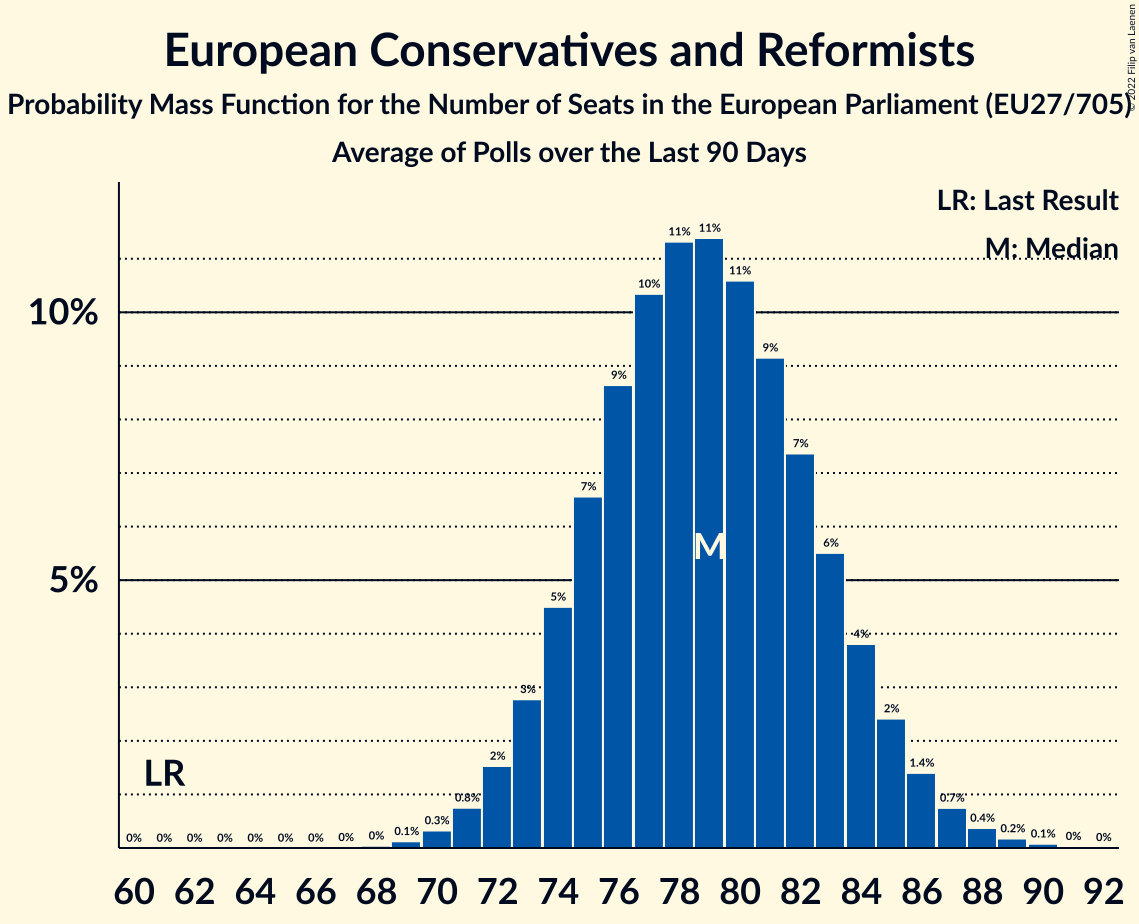 European Conservatives and Reformists
Probability Mass Function for the Number of Seats in the European Parliament (EU27/705)
Average of Polls over the Last 90 Days
© 2022 Filip van Laenen
LR: Last Result
M: Median
10%
5%
0% 0% 0% 0% 0% 0% 0% 0% 0% 0.1% 0.3% 0.8% 2% 3% 5% 7% 9% 10% 11% 11% 11% 9% 7% 6% 4% 2% 1.4% 0.7% 0.4% 0.2% 0.1% 0% 0%
M
LR
60 62 64 66 68 70 72 74 76 78 80 82 84 86 88 90 92